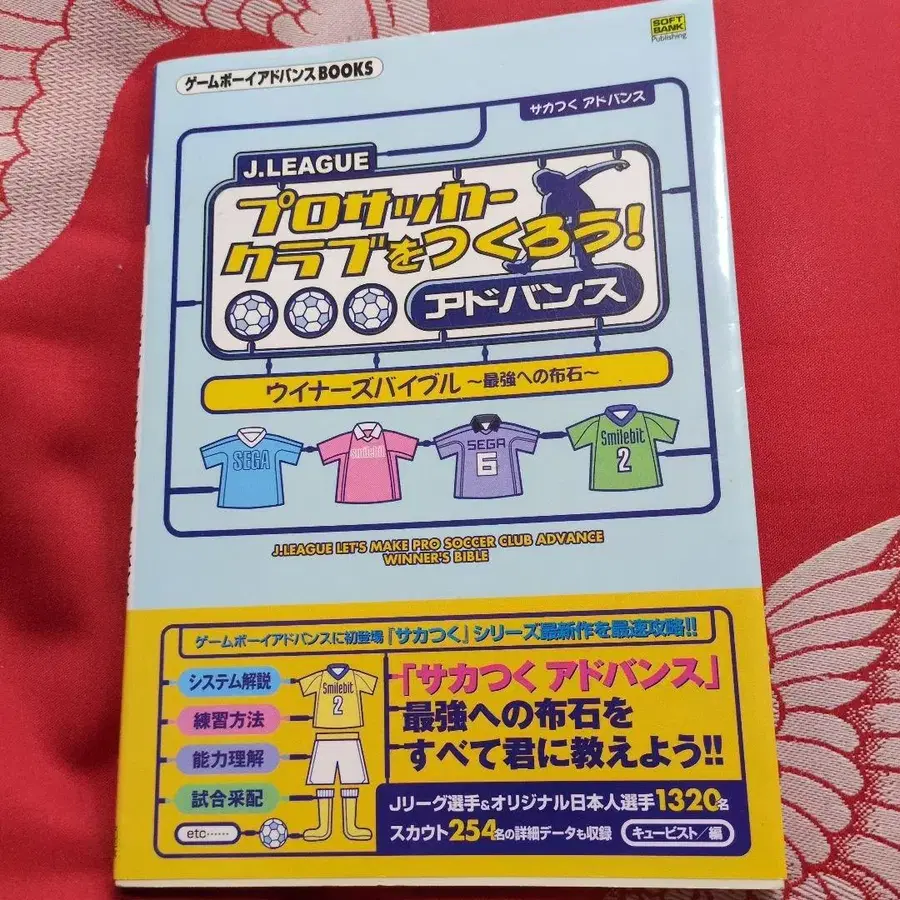 SOFT
BANK
Publishing
ゲームボーイアドバンスBOOKS
サカつく アドバンス
J.LEAGUE
プロサッカー
クラブをつくろう!
アドバンス
ウイナーズバイブル ～最強への布石～
SEGA
smilebit
SEGA
6
Smilebit
2
J.LEAGUE LET'S MAKE PRO SOCCER CLUB ADVANCE
WINNER'S BIBLE
ゲームボーイアドバンスに初登場『サカつく』シリーズ最新作を最速攻略!!
システム解説
練習方法
能力理解
試合采配
etc……
Smilebit
2
「サカつく アドバンス」
最強への布石を
すべて君に教えよう!!
Jリーグ選手&オリジナル日本人選手1320名
スカウト254名の詳細データも収録
キュービスト/編